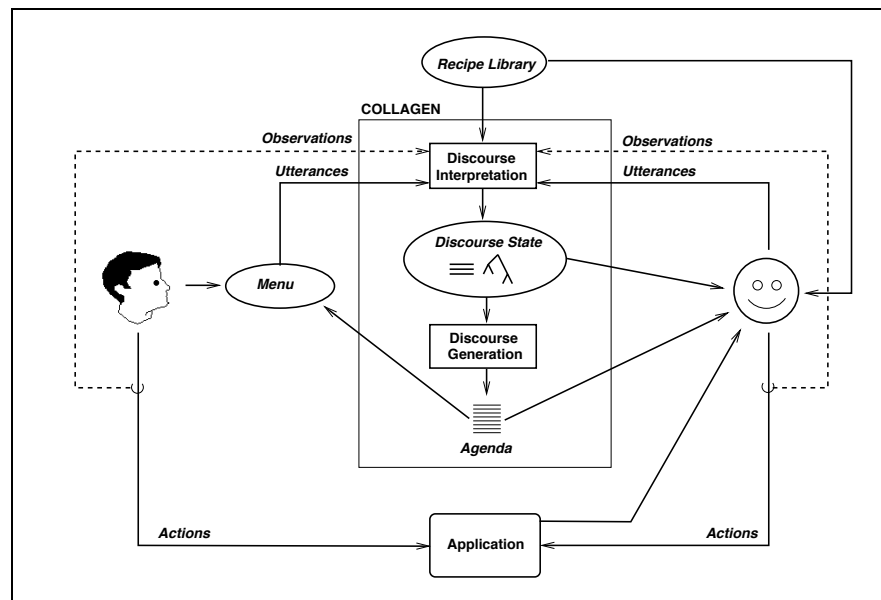 Recipe Library
COLLAGEN
Observations
Observations
Discourse
Interpretation
Utterances
Utterances
Discourse State
Menu
Discourse
Generation
Agenda
Actions
Application
Actions